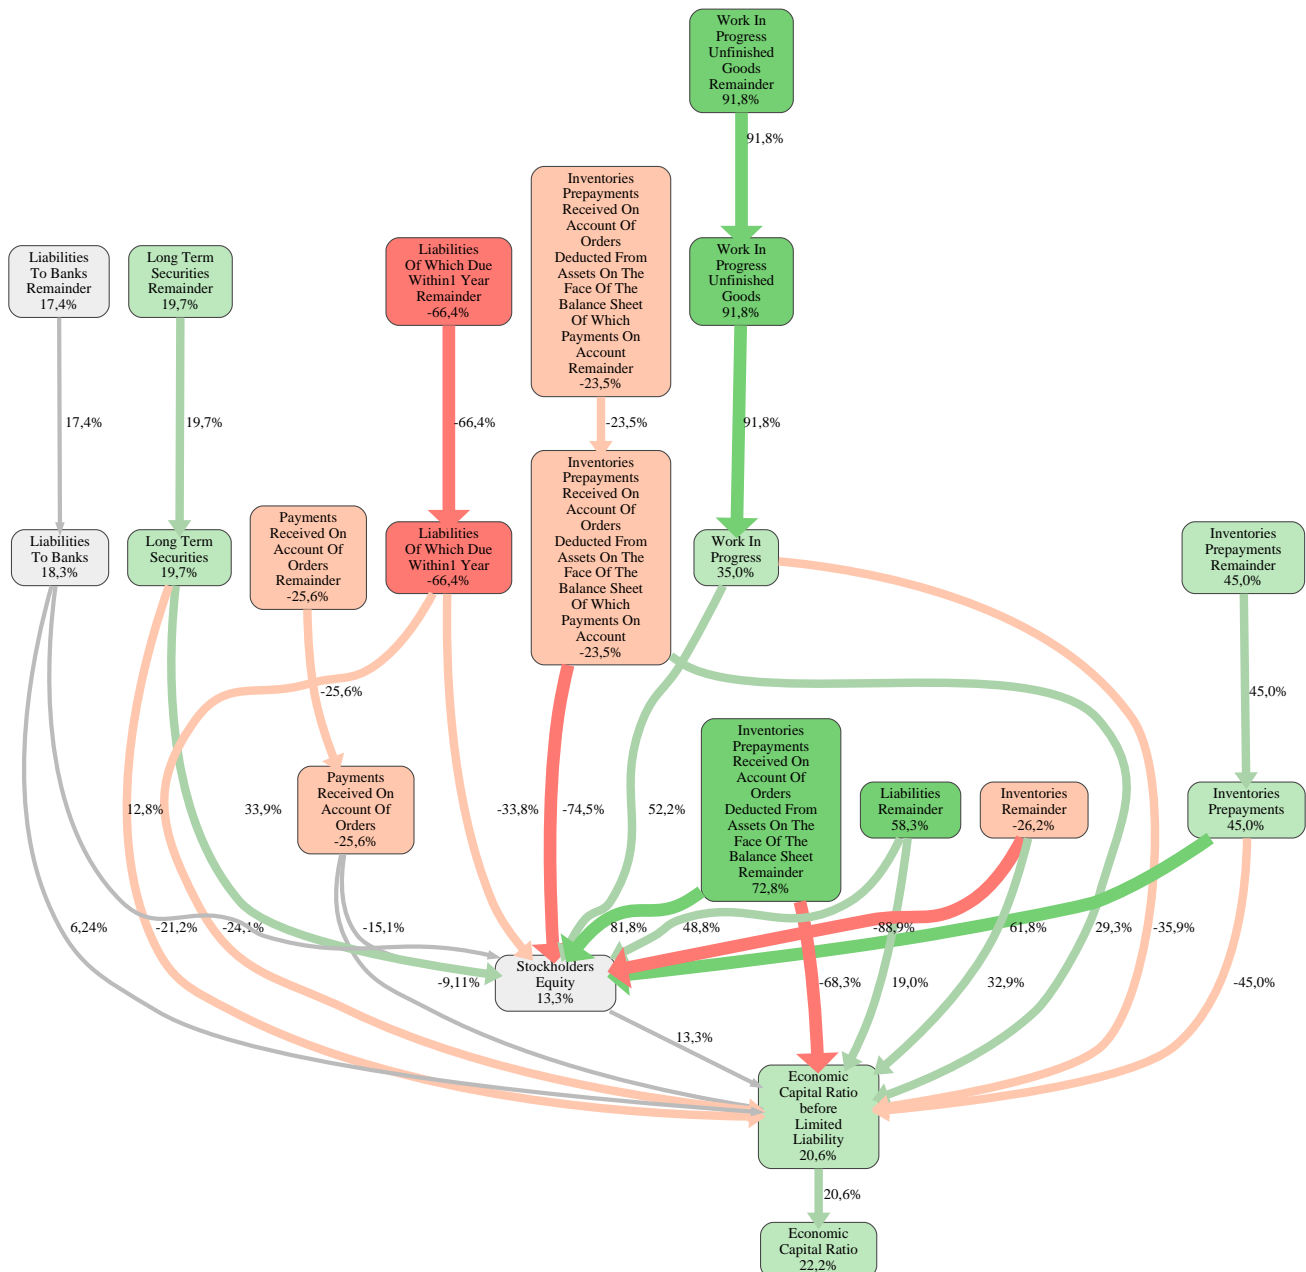 Work In
Progress
Unfinished
Goods
Remainder
91,8%
91,8%
Inventories
Prepayments
Received On
Account Of
Orders
Deducted From
Assets On The
Face Of The
Balance Sheet
Of Which
Payments On
Account
Remainder
-23,5%
Liabilities
To Banks
Remainder
17,4%
Long Term
Securities
Remainder
19,7%
Liabilities
Of Which Due
Within1 Year
Remainder
-66,4%
Work In
Progress
Unfinished
Goods
91,8%
17,4%
19,7%
-66,4%
-23,5%
91,8%
Inventories
Prepayments
Received On
Account Of
Orders
Deducted From
Assets On The
Face Of The
Balance Sheet
Of Which
Payments On
Account
-23,5%
Liabilities
To Banks
18,3%
Long Term
Securities
19,7%
Payments
Received On
Account Of
Orders
Remainder
-25,6%
Liabilities
Of Which Due
Within1 Year
-66,4%
Work In
Progress
35,0%
Inventories
Prepayments
Remainder
45,0%
-25,6%
45,0%
Inventories
Prepayments
Received On
Account Of
Orders
Deducted From
Assets On The
Face Of The
Balance Sheet
Remainder
72,8%
Payments
Received On
Account Of
Orders
-25,6%
Liabilities
Remainder
58,3%
Inventories
Remainder
-26,2%
Inventories
Prepayments
45,0%
12,8%
33,9%
-33,8%
-74,5%
52,2%
6,24%
-21,2%
-24,1%
-15,1%
81,8%
48,8%
-88,9%
61,8%
29,3%
-35,9%
Stockholders
Equity
13,3%
-9,11%
-68,3%
19,0%
32,9%
-45,0%
13,3%
Economic
Capital Ratio
before
Limited
Liability
20,6%
20,6%
Economic
Capital Ratio
22,2%